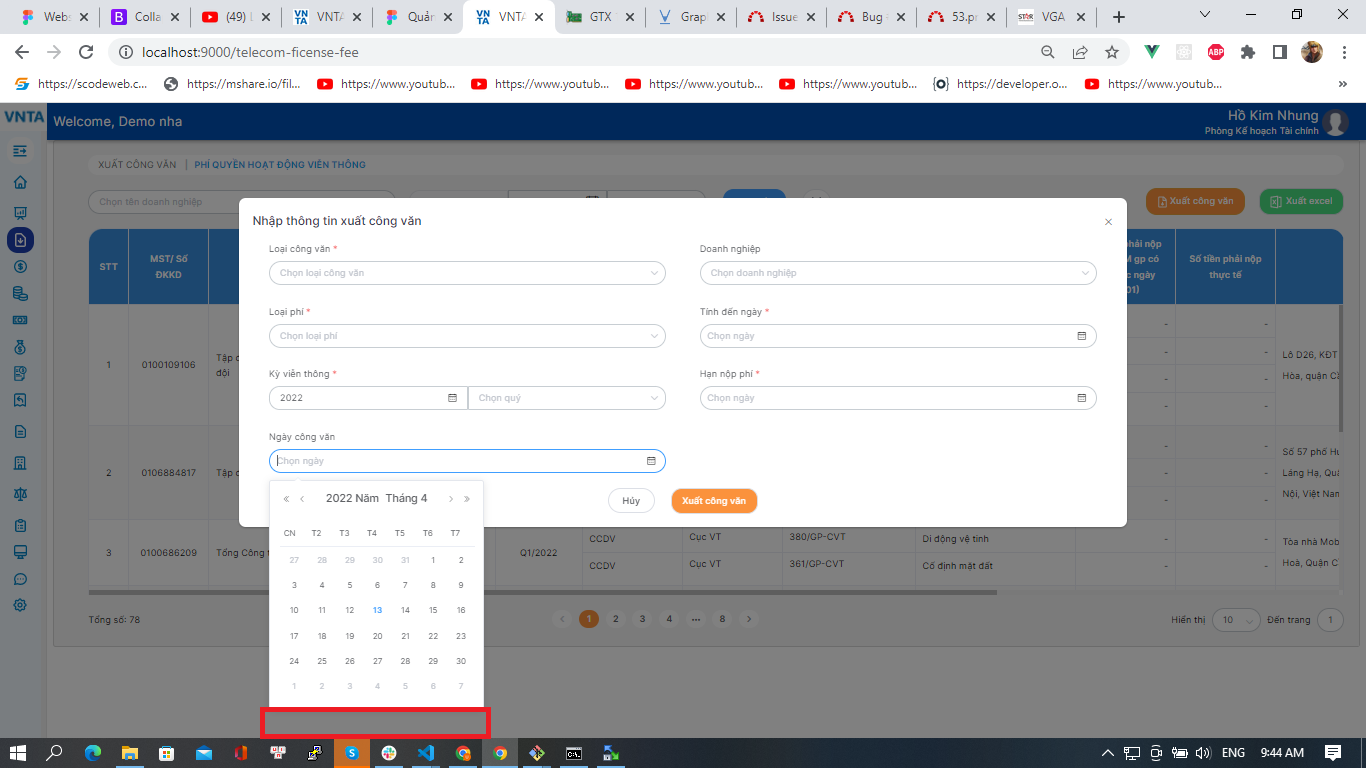 Webs
Colla
(49) L
VNTA
Quản
VNTA
GTX
Grap
Issue
Bug
53.pr
VGA
localhost:9000/telecom-ficense-fee
https://scodeweb.c...
https://mshare.io/fil...
https://www.youtub...
https://www.youtub...
https://www.youtub...
https://www.youtub...
https://developer.o...
https://www.youtub...
VNTA
Welcome, Demo nha
Hồ Kim Nhung
Phòng Kế hoạch Tài chính
XUẤT CÔNG VĂN | PHÍ QUYỀN HOẠT ĐỘNG VIỄN THÔNG
Chọn tên doanh nghiệp
Xuất công văn
Xuất excel
Nhập thông tin xuất công văn
Loại công văn *
Chọn loại công văn
Doanh nghiệp
Chọn doanh nghiệp
Loại phí *
Chọn loại phí
Tính đến ngày *
Chọn ngày
Kỳ viễn thông *
2022
Chọn quý
Hạn nộp phí *
Chọn ngày
Ngày công văn
Chọn ngày
Hủy
Xuất công văn
2022 Năm Tháng 4
CN T2 T3 T4 T5 T6 T7
27 28 29 30 31 1 2
3 4 5 6 7 8 9
10 11 12 13 14 15 16
17 18 19 20 21 22 23
24 25 26 27 28 29 30
1 2 3 4 5 6 7
STT
MST/ Số
ĐKKD
phải nộp
M gp có
c ngày
01)
Số tiền phải nộp
thực tế
1
0100109106
Tập đ
đội
-
-
-
-
-
-
-
-
Lô D26, KĐT
Hòa, quận C
2
0106884817
Tập đ
-
-
-
-
-
-
Số 57 phố Hu
Láng Hạ, Quậ
Nội, Việt Nam
3
0100686209
Tổng Công t
Q1/2022
CCDV
Cục VT
380/GP-CVT
Di động vệ tinh
-
-
CCDV
Cục VT
361/GP-CVT
Cố định mặt đất
-
-
Tòa nhà Mob
Hoà, Quận C
Tổng số: 78
1 2 3 4 ... 8
Hiển thị 10 Đến trang 1
ENG
9:44 AM